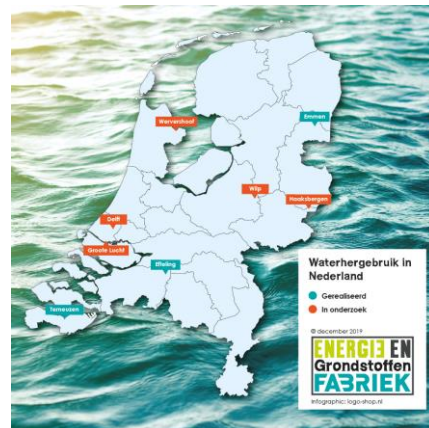 Wervershoof
Emmen
Wilp
Haaksbergen
Delft
Groote Lucht
Efteling
Terneuzen
Waterhergebruik in
Nederland
Gerealiseerd
In onderzoek
© december 2019
ENERGIE EN
Grondstoffen
FABRIEK
infographic: logo-shop.nl